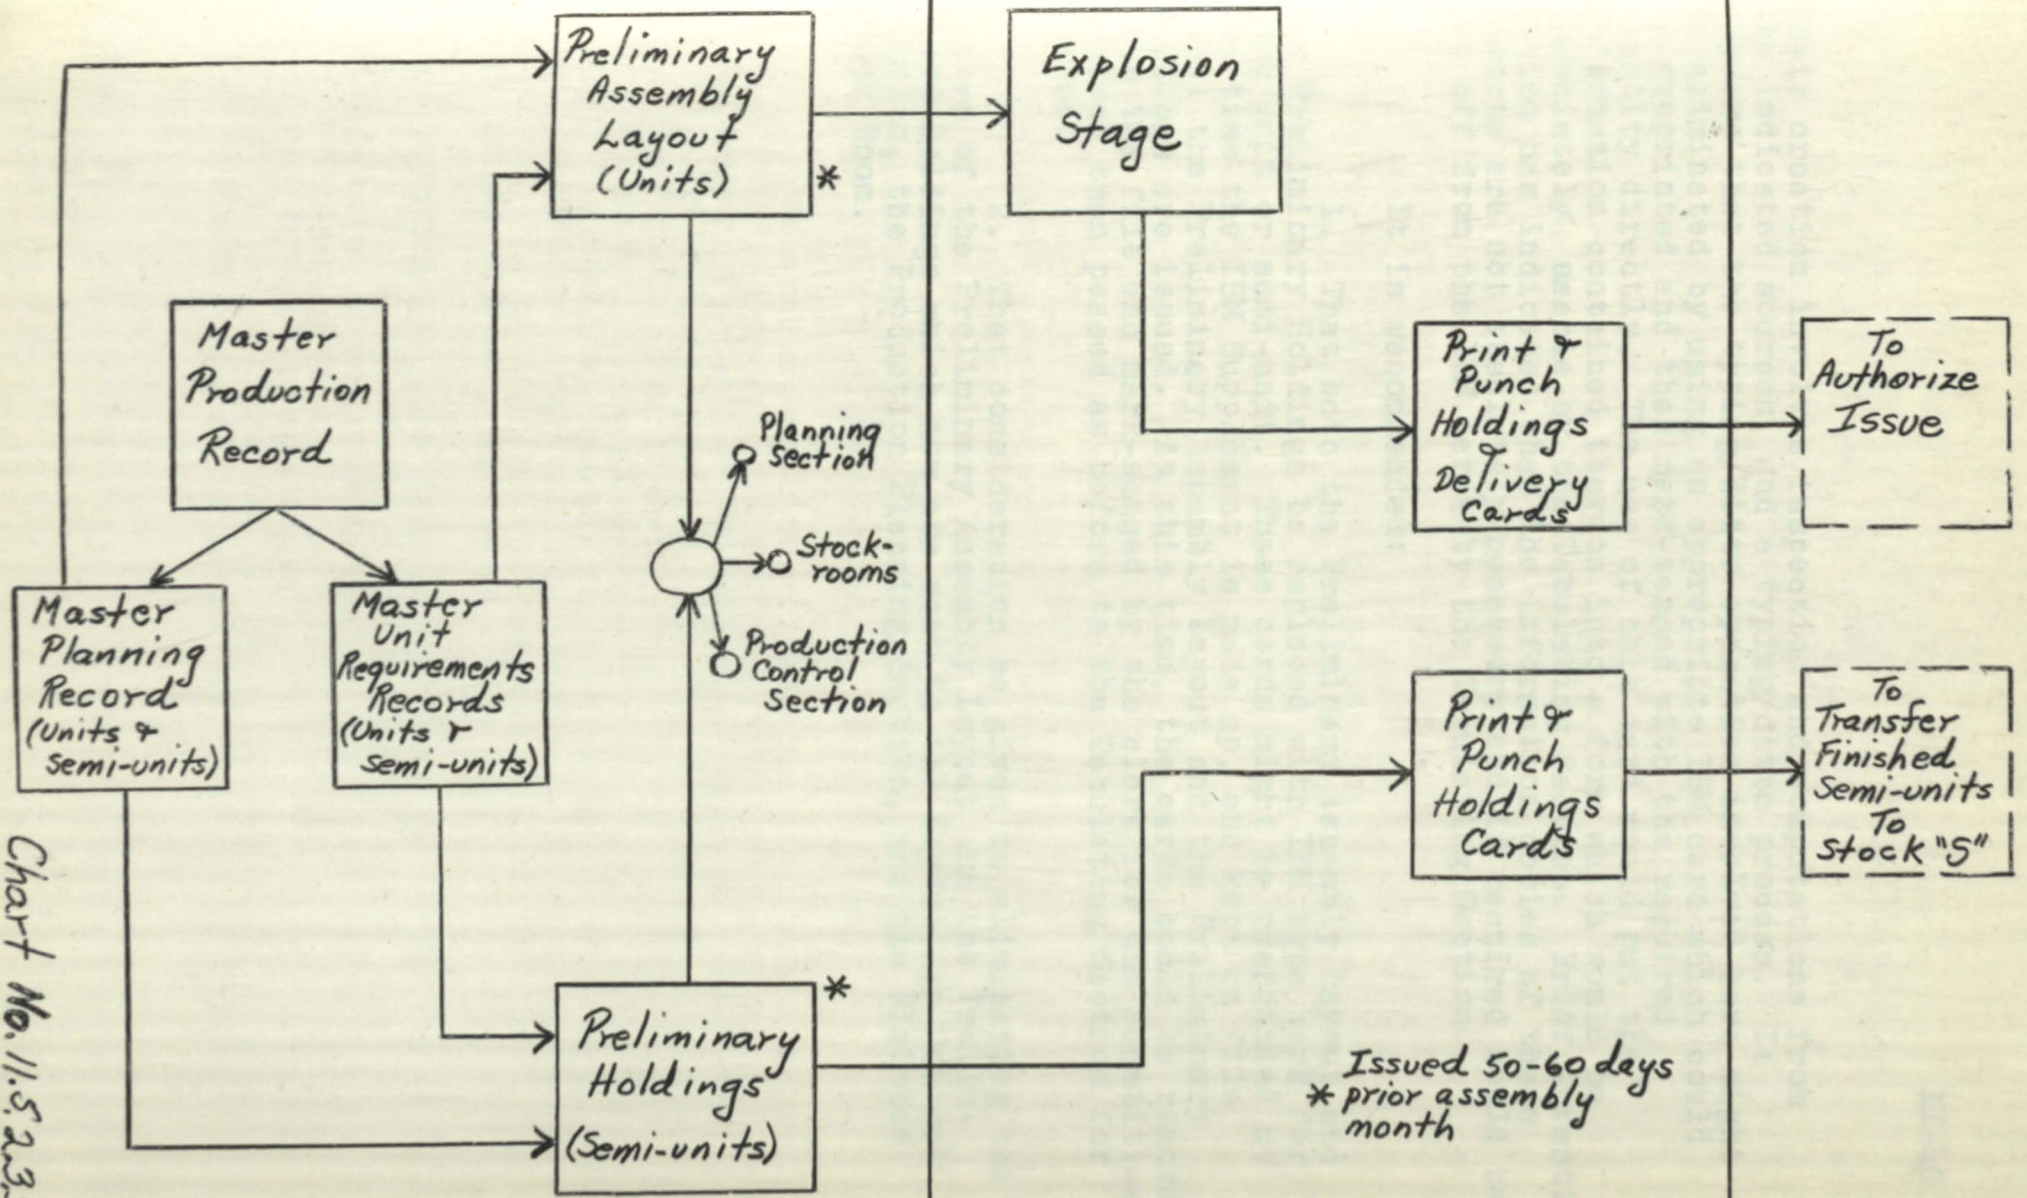 Preliminary
Assembly
Layout
(Units)
*
Explosion
Stage
Master
Production
Record
Print &
Punch
Holdings
&
Delivery
Cards
To
Authorize
Issue
Planning
Section
Stock-
rooms
Production
Control
Section
Master
Planning
Record
(Units &
Semi-units)
Master
Unit
Requirements
Records
(Units &
Semi-units)
Print &
Punch
Holdings
Cards
To
Transfer
Finished
Semi-units
To
Stock "S"
Preliminary
Holdings
(Semi-units)
*
Issued 50-60 days
* prior assembly
month
Chart No. 11.5.223.